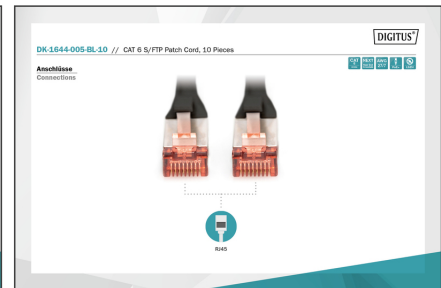 DIGITUS®
DK-1644-005-BL-10 // CAT 6 S/FTP Patch Cord, 10 Pieces
Anschlüsse
Connections
RJ45